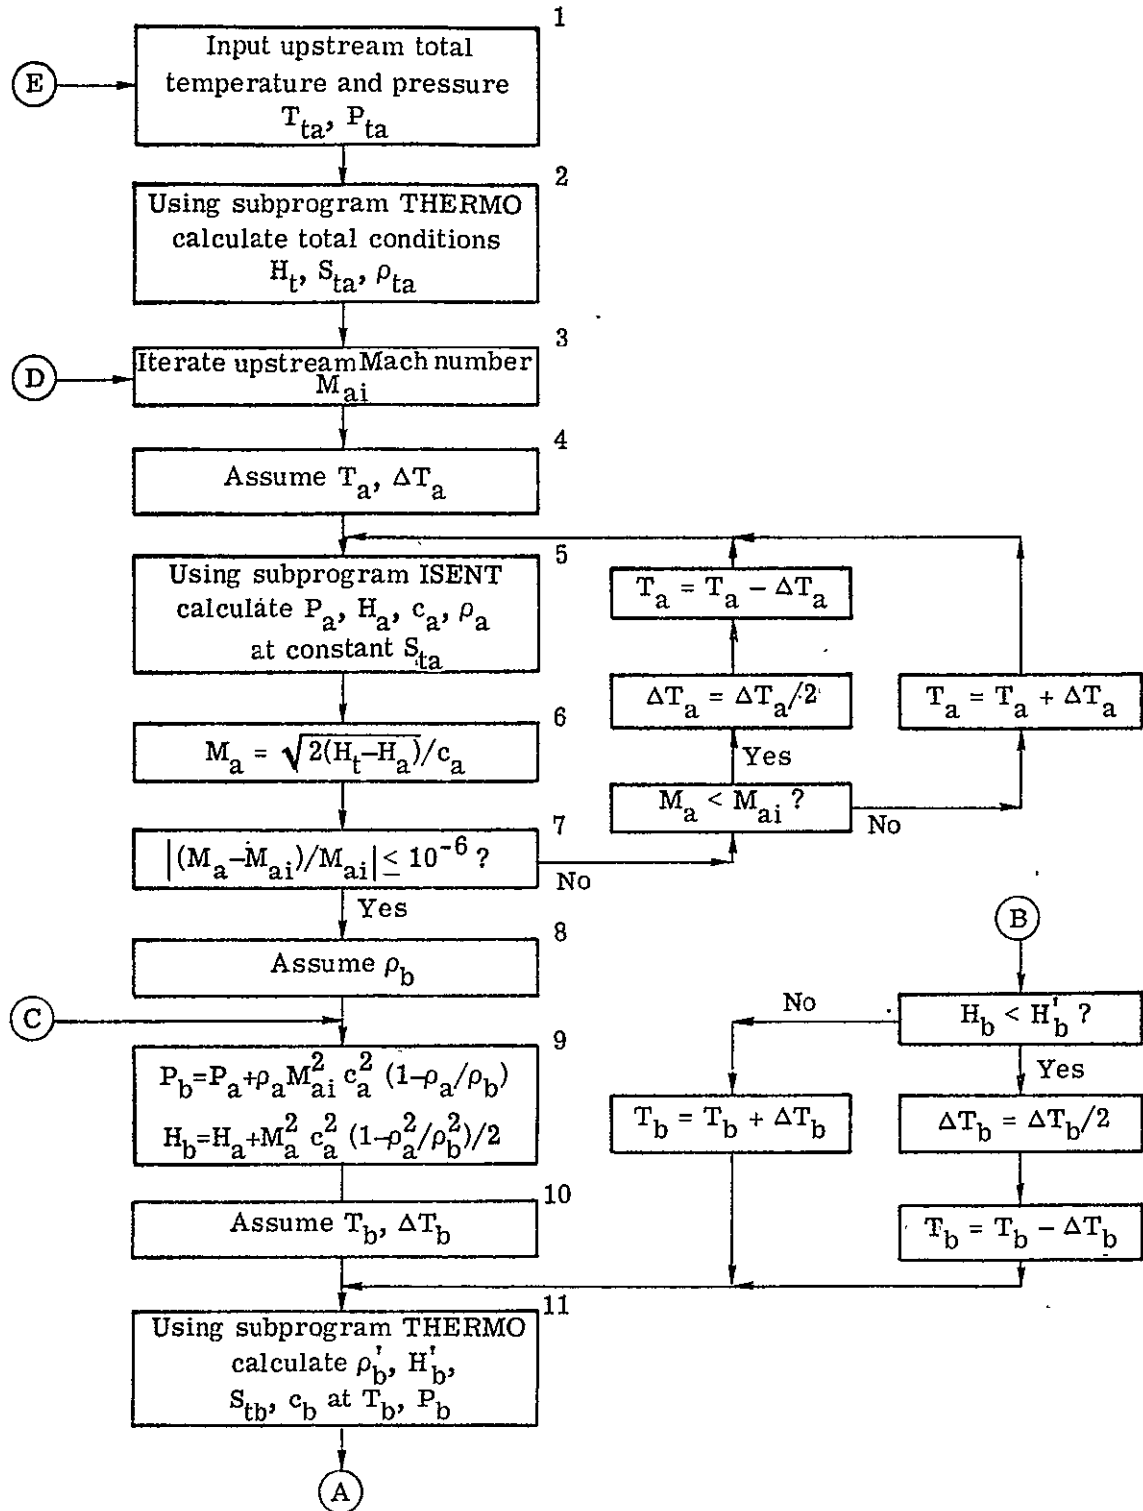 1
Input upstream total
temperature and pressure
T_ta, P_ta
E
2
Using subprogram THERMO
calculate total conditions
H_t, S_ta, ρ_ta
3
Iterate upstream Mach number
M_ai
D
4
Assume T_a, ΔT_a
5
Using subprogram ISENT
calculate P_a, H_a, c_a, ρ_a
at constant S_ta
T_a = T_a − ΔT_a
ΔT_a = ΔT_a/2
T_a = T_a + ΔT_a
6
M_a = √2(H_t−H_a)/c_a
Yes
M_a < M_ai ?
No
7
|(M_a−M_ai)/M_ai| ≤ 10^−6 ?
No
Yes
B
8
Assume ρ_b
No
H_b < H_b' ?
Yes
C
9
P_b=P_a+ρ_a M_ai^2 c_a^2 (1−ρ_a/ρ_b)
H_b=H_a+M_a^2 c_a^2 (1−ρ_a^2/ρ_b^2)/2
T_b = T_b + ΔT_b
ΔT_b = ΔT_b/2
10
Assume T_b, ΔT_b
T_b = T_b − ΔT_b
11
Using subprogram THERMO
calculate ρ_b', H_b',
S_tb, c_b at T_b, P_b
A